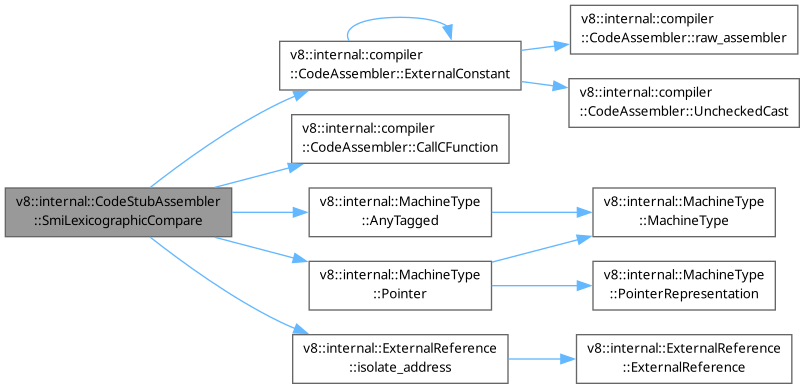 v8::internal::CodeStubAssembler
::SmiLexicographicCompare
v8::internal::compiler
::CodeAssembler::ExternalConstant
v8::internal::compiler
::CodeAssembler::raw_assembler
v8::internal::compiler
::CodeAssembler::UncheckedCast
v8::internal::compiler
::CodeAssembler::CallCFunction
v8::internal::MachineType
::AnyTagged
v8::internal::MachineType
::MachineType
v8::internal::MachineType
::Pointer
v8::internal::MachineType
::PointerRepresentation
v8::internal::ExternalReference
::isolate_address
v8::internal::ExternalReference
::ExternalReference